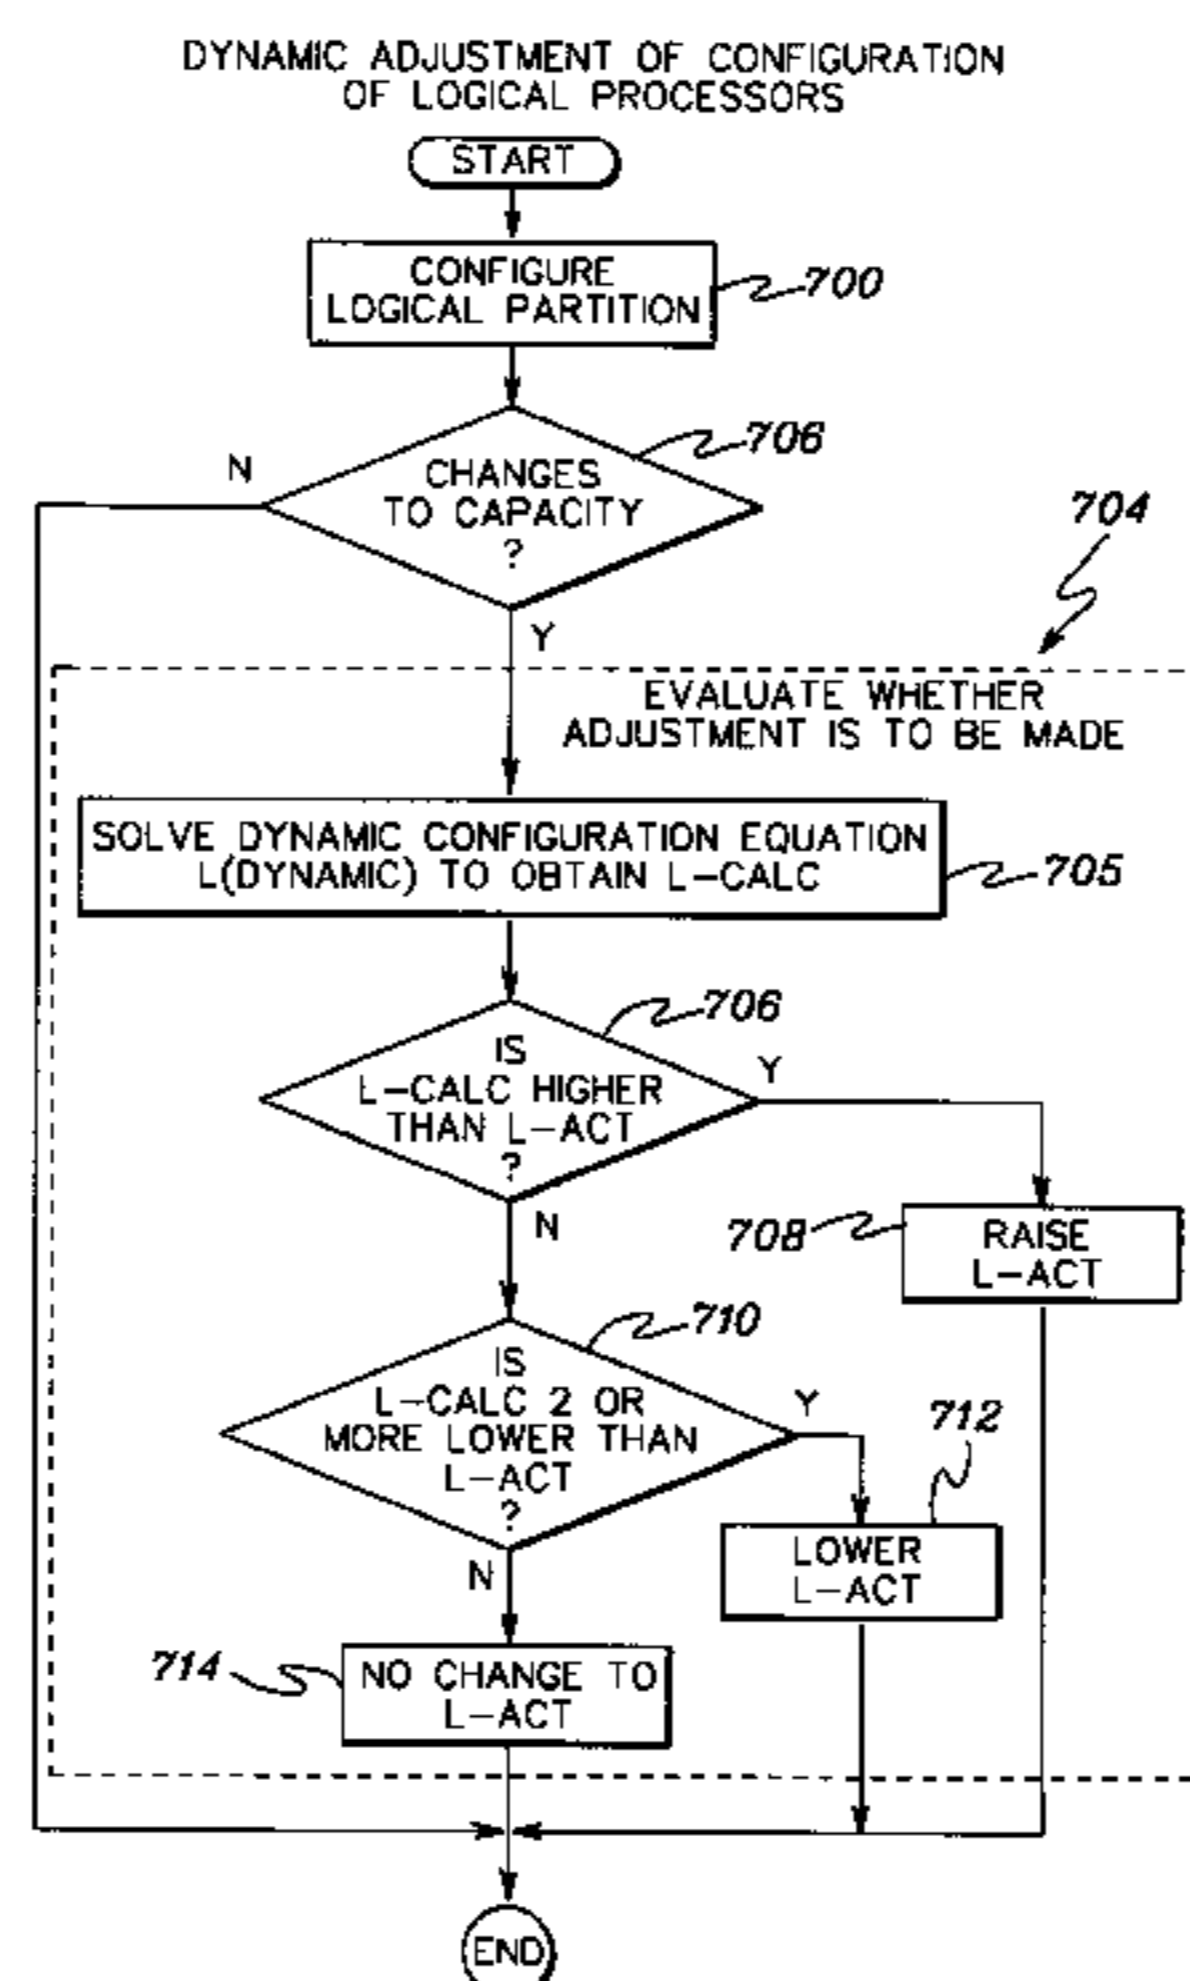 DYNAMIC ADJUSTMENT OF CONFIGURATION
OF LOGICAL PROCESSORS
START
CONFIGURE
LOGICAL PARTITION
700
706
CHANGES
TO CAPACITY
?
N
Y
704
EVALUATE WHETHER
ADJUSTMENT IS TO BE MADE
SOLVE DYNAMIC CONFIGURATION EQUATION
L(DYNAMIC) TO OBTAIN L-CALC
705
706
IS
L-CALC HIGHER
THAN L-ACT
?
Y
N
708
RAISE
L-ACT
710
IS
L-CALC 2 OR
MORE LOWER THAN
L-ACT
?
Y
N
712
LOWER
L-ACT
714
NO CHANGE TO
L-ACT
END